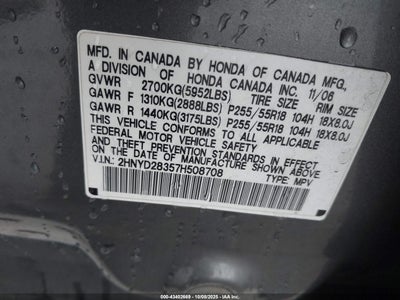 MFD. IN CANADA BY HONDA OF CANADA MFG.,
A DIVISION OF HONDA CANADA INC. 11/06
GVWR 2700KG(5952LBS) TIRE SIZE RIM SIZE
GAWR F 1310KG(2888LBS) P255/55R18 104H 18X8.0J
GAWR R 1440KG(3175LBS) P255/55R18 104H 18X8.0J
THIS VEHICLE CONFORMS TO ALL APPLICABLE
FEDERAL MOTOR VEHICLE SAFETY AND
THEFT PREVENTION STANDARDS IN EFFECT
ON THE DATE OF MANUFACTURE SHOWN ABOVE.
V.I.N.: 2HNYD28357H508708 TYPE: MPV
000-43402669 - 10/08/2025 - IAA Inc.